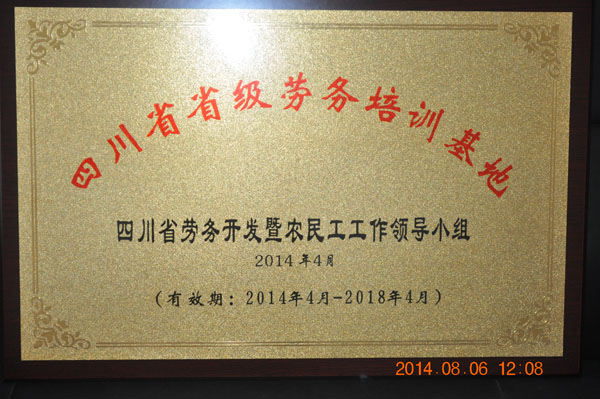 四川省省级劳务培训基地
四川省劳务开发暨农民工工作领导小组
2014年4月
(有效期：2014年4月-2018年4月)
2014.08.06 12:08